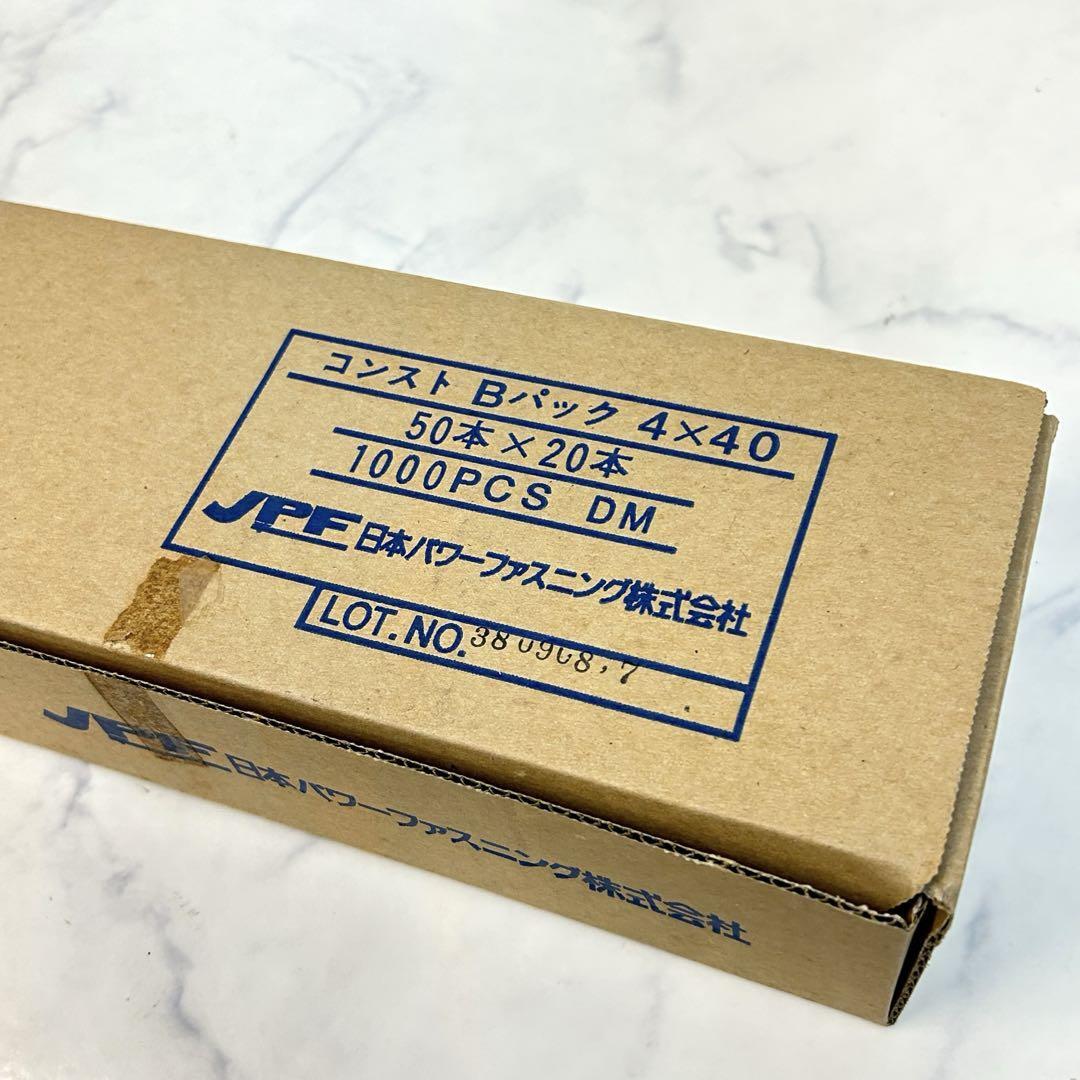 コンスト Bパック 4×40
50本×20本
1000PCS DM
JPF 日本パワーファスニング株式会社
LOT.NO. 380908,7
JPF 日本パワーファスニング株式会社